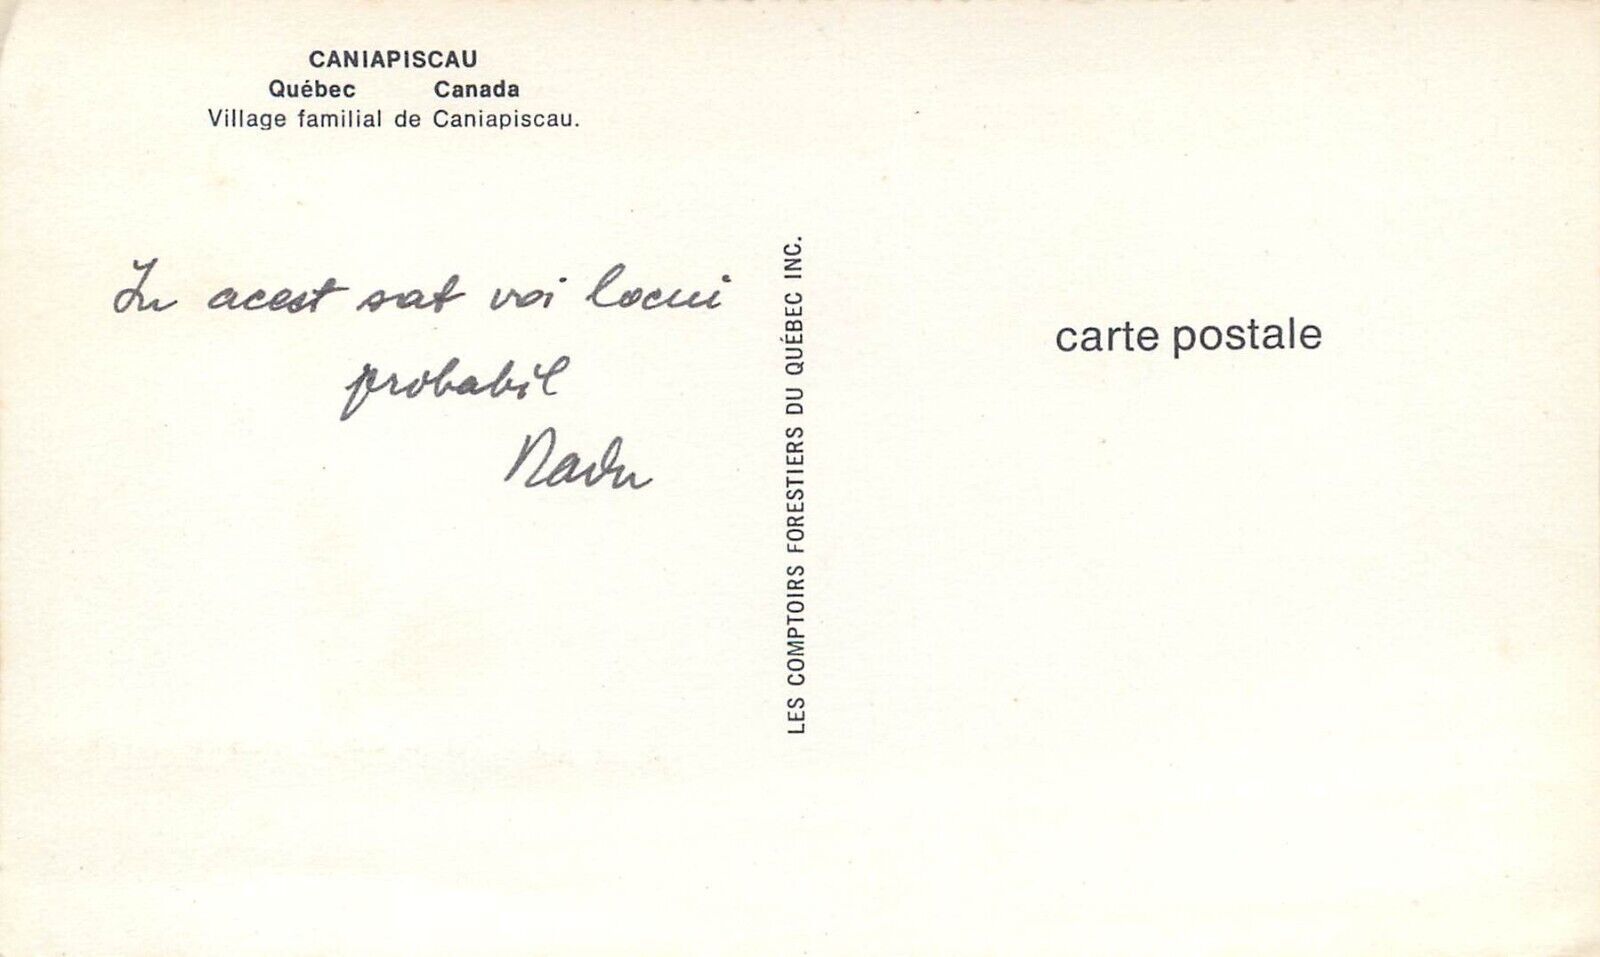 CANIAPISCAU
Québec Canada
Village familial de Caniapiscau.
In acest sat voi locui
probabil
Radu
LES COMPTOIRS FORESTIERS DU QUÉBEC INC.
carte postale